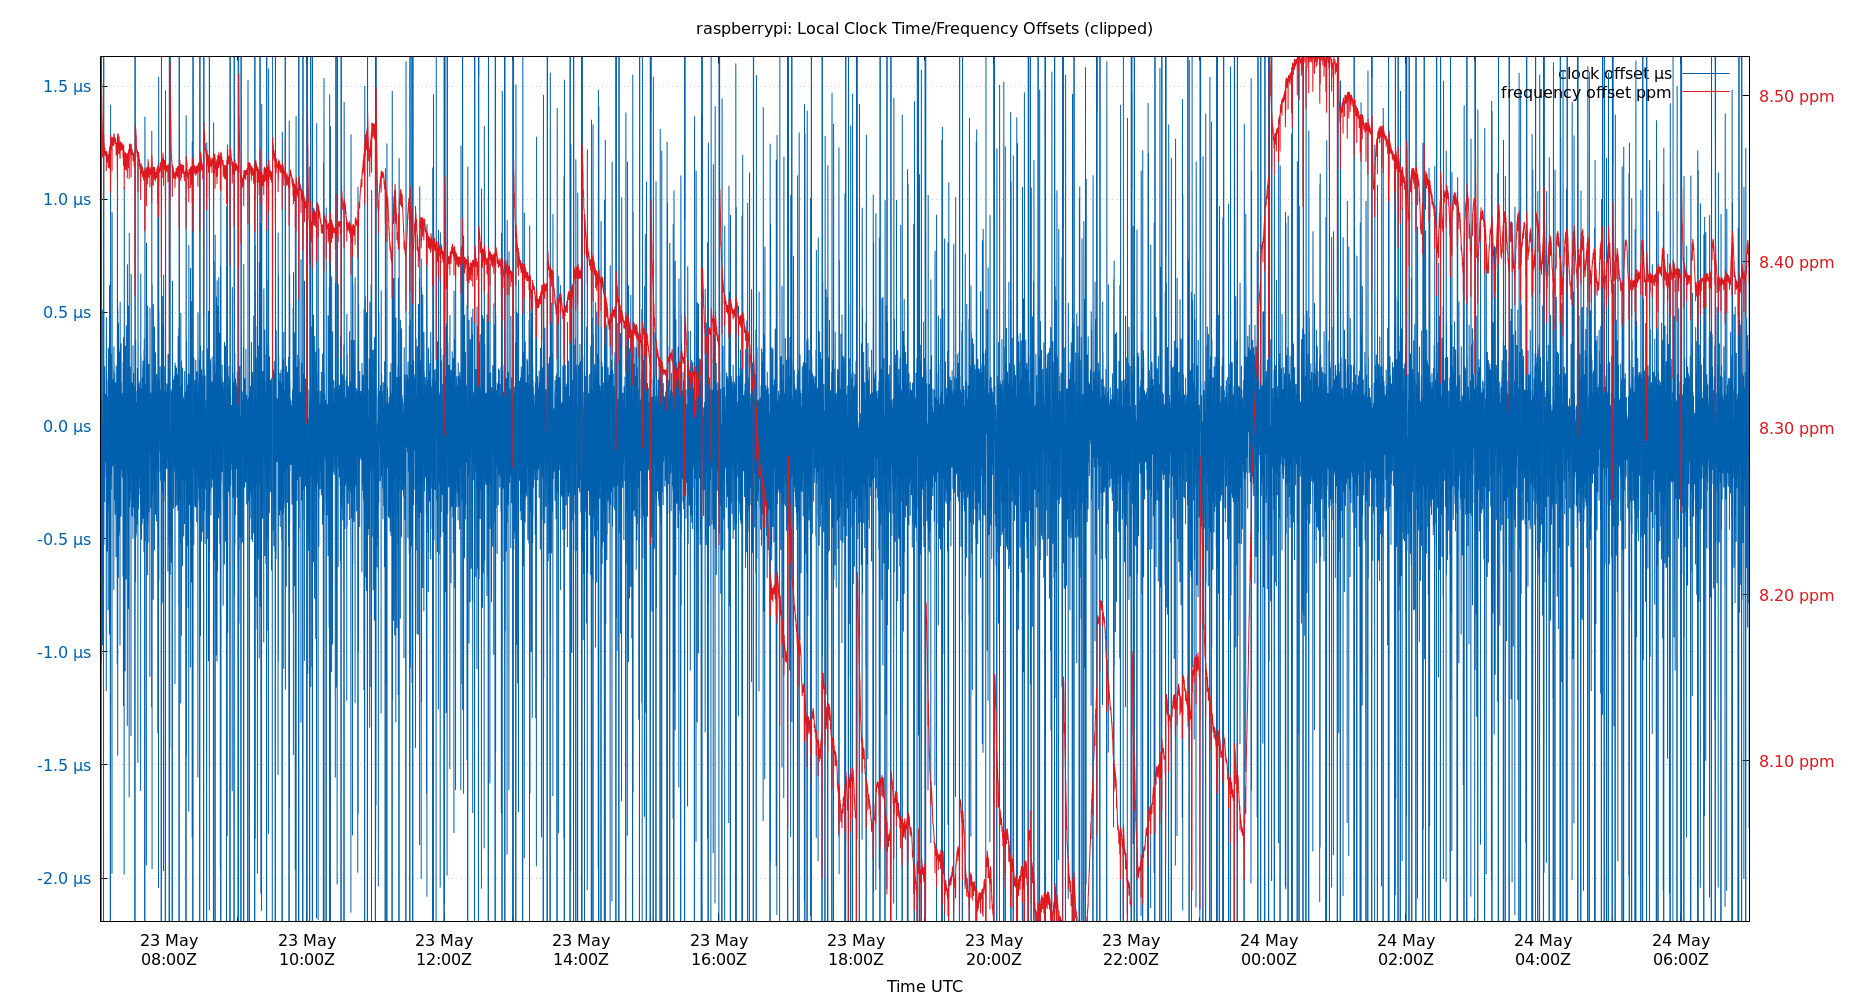 raspberrypi: Local Clock Time/Frequency Offsets (clipped)
clock offset µs
frequency offset ppm
1.5 µs
1.0 µs
0.5 µs
0.0 µs
-0.5 µs
-1.0 µs
-1.5 µs
-2.0 µs
8.50 ppm
8.40 ppm
8.30 ppm
8.20 ppm
8.10 ppm
23 May 23 May 23 May 23 May 23 May 23 May 23 May 23 May 24 May 24 May 24 May 24 May
08:00Z 10:00Z 12:00Z 14:00Z 16:00Z 18:00Z 20:00Z 22:00Z 00:00Z 02:00Z 04:00Z 06:00Z
Time UTC